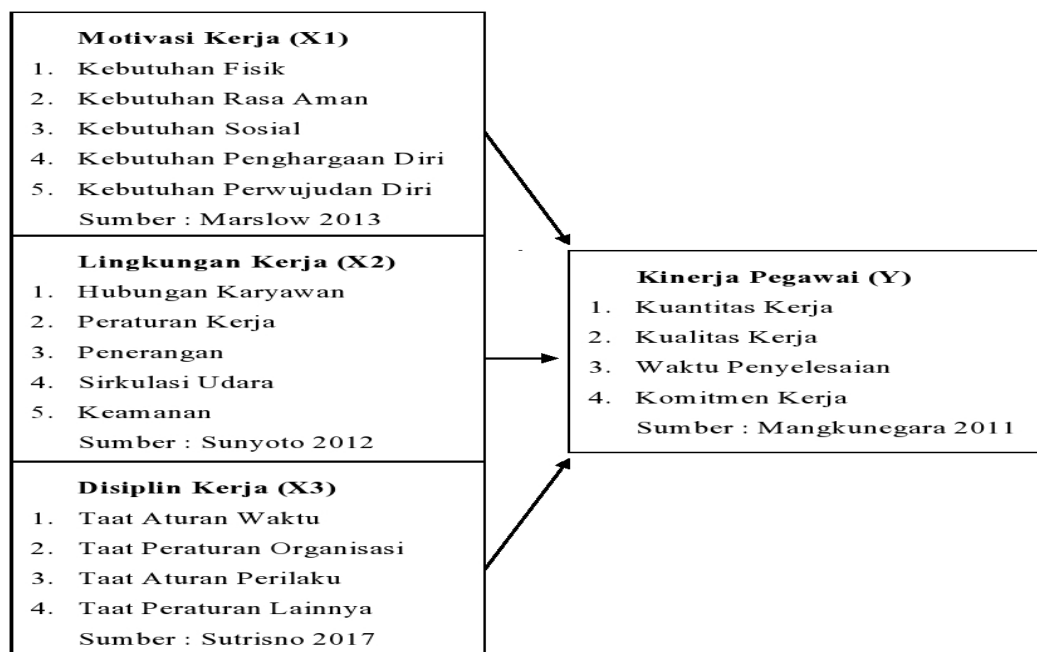 Motivasi Kerja (X1)
1. Kebutuhan Fisik
2. Kebutuhan Rasa Aman
3. Kebutuhan Sosial
4. Kebutuhan Penghargaan Diri
5. Kebutuhan Perwujudan Diri
Sumber : Marslow 2013
Lingkungan Kerja (X2)
1. Hubungan Karyawan
2. Peraturan Kerja
3. Penerangan
4. Sirkulasi Udara
5. Keamanan
Sumber : Sunyoto 2012
Disiplin Kerja (X3)
1. Taat Aturan Waktu
2. Taat Peraturan Organisasi
3. Taat Aturan Perilaku
4. Taat Peraturan Lainnya
Sumber : Sutrisno 2017
Kinerja Pegawai (Y)
1. Kuantitas Kerja
2. Kualitas Kerja
3. Waktu Penyelesaian
4. Komitmen Kerja
Sumber : Mangkunegara 2011